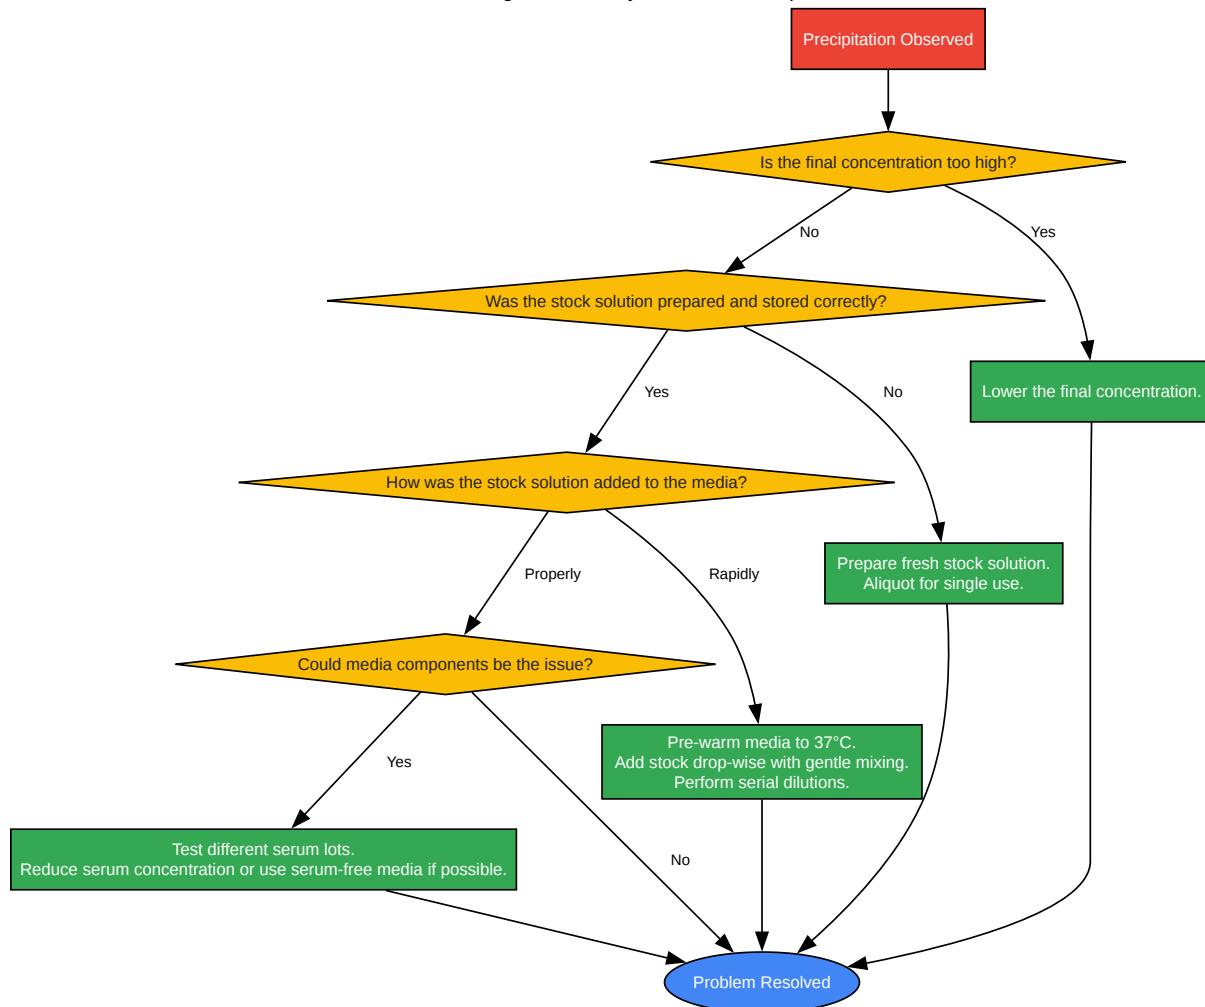 Precipitation Observed
Is the final concentration too high?
No
Yes
Was the stock solution prepared and stored correctly?
Yes
No
Lower the final concentration.
How was the stock solution added to the media?
Properly
Rapidly
Prepare fresh stock solution.
Aliquot for single use.
Could media components be the issue?
Yes
No
Pre-warm media to 37°C.
Add stock drop-wise with gentle mixing.
Perform serial dilutions.
Test different serum lots.
Reduce serum concentration or use serum-free media if possible.
Problem Resolved